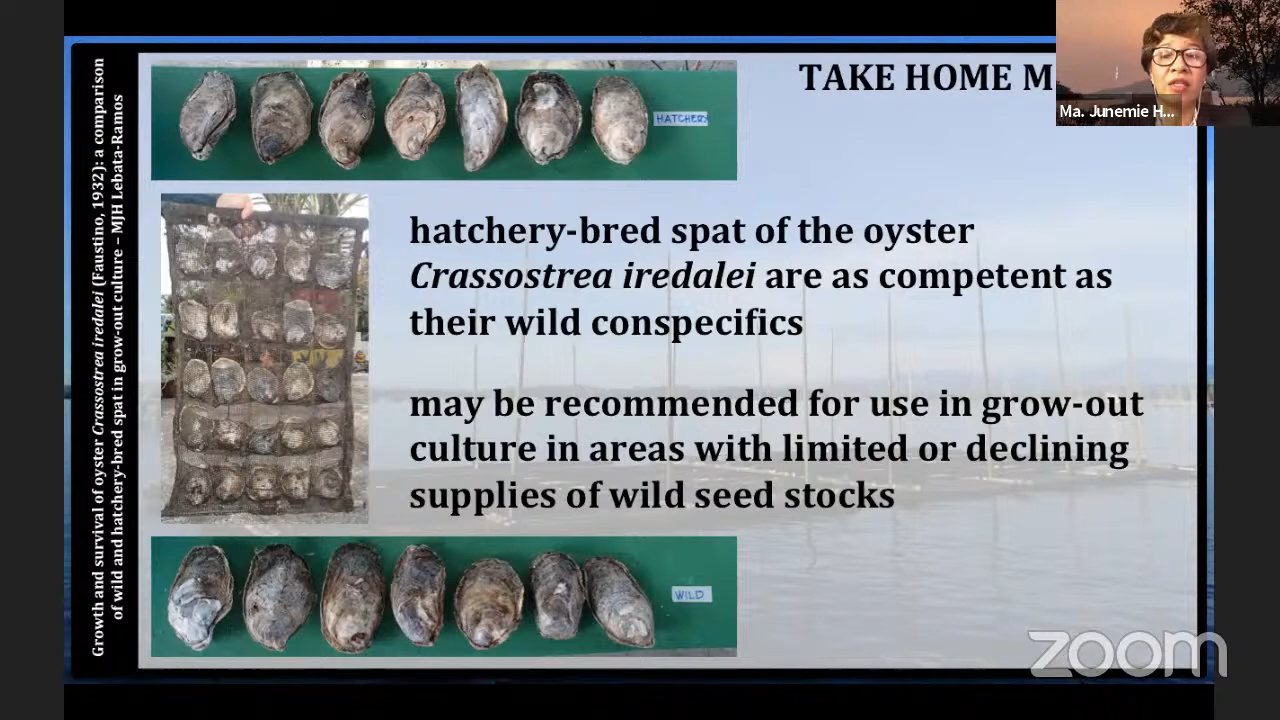 TAKE HOME M
Ma. Junemie H...
HATCHERY
hatchery-bred spat of the oyster
Crassostrea iredalei are as competent as
their wild conspecifics
may be recommended for use in grow-out
culture in areas with limited or declining
supplies of wild seed stocks
WILD
Growth and survival of oyster Crassostrea iredalei (Faustino, 1932): a comparison
of wild and hatchery-bred spat in grow-out culture – MJH Lebata-Ramos
zoom